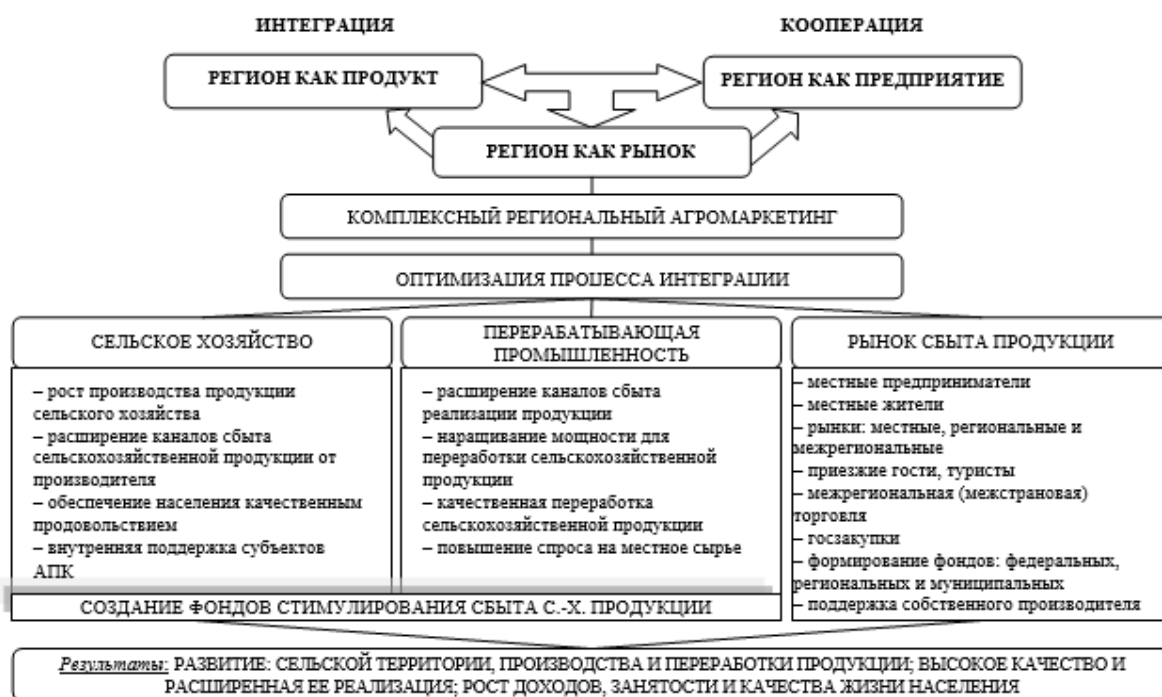 ИНТЕГРАЦИЯ
КООПЕРАЦИЯ
РЕГИОН КАК ПРОДУКТ
РЕГИОН КАК ПРЕДПРИЯТИЕ
РЕГИОН КАК РЫНОК
КОМПЛЕКСНЫЙ РЕГИОНАЛЬНЫЙ АГРОМАРКЕТИНГ
ОПТИМИЗАЦИЯ ПРОЦЕССА ИНТЕГРАЦИИ
СЕЛЬСКОЕ ХОЗЯЙСТВО
– рост производства продукции
сельского хозяйства
– расширение каналов сбыта
сельскохозяйственной продукции от
производителя
– обеспечение населения качественным
продовольствием
– внутренняя поддержка субъектов
АПК
ПЕРЕРАБАТЫВАЮЩАЯ
ПРОМЫШЛЕННОСТЬ
– расширение каналов сбыта
реализации продукции
– наращивание мощности для
переработки сельскохозяйственной
продукции
– качественная переработка
сельскохозяйственной продукции
– повышение спроса на местное сырье
РЫНОК СБЫТА ПРОДУКЦИИ
– местные предприниматели
– местные жители
– рынки: местные, региональные и
межрегиональные
– приезжие гости, туристы
– межрегиональная (межстрановая)
торговля
– госзакупки
– формирование фондов: федеральных,
региональных и муниципальных
– поддержка собственного производителя
СОЗДАНИЕ ФОНДОВ СТИМУЛИРОВАНИЯ СБЫТА С.-Х. ПРОДУКЦИИ
Результаты: РАЗВИТИЕ: СЕЛЬСКОЙ ТЕРРИТОРИИ, ПРОИЗВОДСТВА И ПЕРЕРАБОТКИ ПРОДУКЦИИ; ВЫСОКОЕ КАЧЕСТВО И
РАСШИРЕННАЯ ЕЕ РЕАЛИЗАЦИЯ; РОСТ ДОХОДОВ, ЗАНЯТОСТИ И КАЧЕСТВА ЖИЗНИ НАСЕЛЕНИЯ